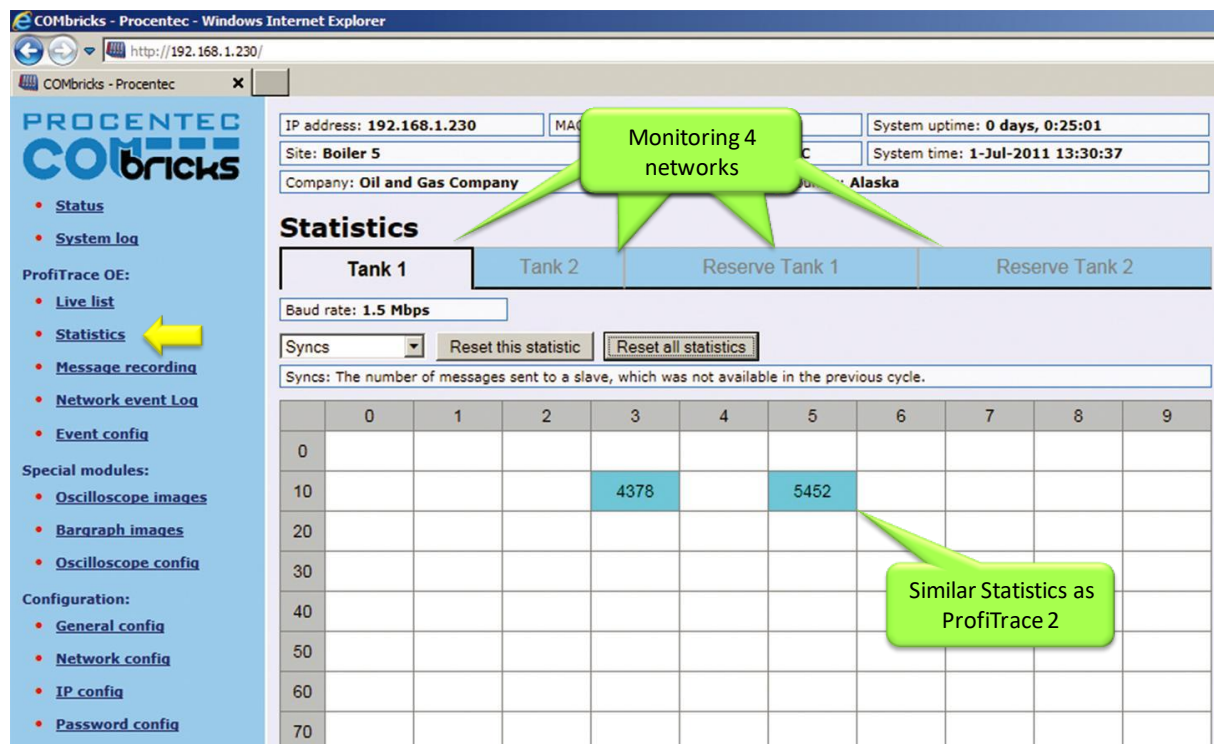 COMbricks - Procentec - Windows Internet Explorer
http://192.168.1.230/
COMbricks - Procentec
PROCENTEC
COMbricks
Status
System log
ProfiTrace OE:
Live list
Statistics
Message recording
Network event Log
Event config
Special modules:
Oscilloscope images
Bargraph images
Oscilloscope config
Configuration:
General config
Network config
IP config
Password config
IP address: 192.168.1.230
System uptime: 0 days, 0:25:01
Site: Boiler 5
System time: 1-Jul-2011 13:30:37
Company: Oil and Gas Company
Alaska
Monitoring 4
networks
Statistics
Tank 1 Tank 2 Reserve Tank 1 Reserve Tank 2
Baud rate: 1.5 Mbps
Syncs Reset this statistic Reset all statistics
Syncs: The number of messages sent to a slave, which was not available in the previous cycle.
0 1 2 3 4 5 6 7 8 9
0
10 4378 5452
20
30
40
50
60
70
Similar Statistics as
ProfiTrace 2